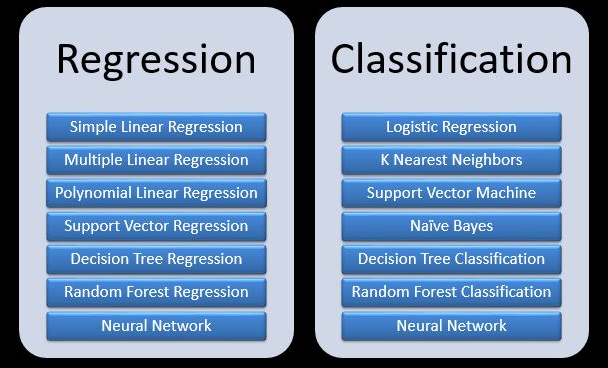 Regression
Simple Linear Regression
Multiple Linear Regression
Polynomial Linear Regression
Support Vector Regression
Decision Tree Regression
Random Forest Regression
Neural Network
Classification
Logistic Regression
K Nearest Neighbors
Support Vector Machine
Naïve Bayes
Decision Tree Classification
Random Forest Classification
Neural Network